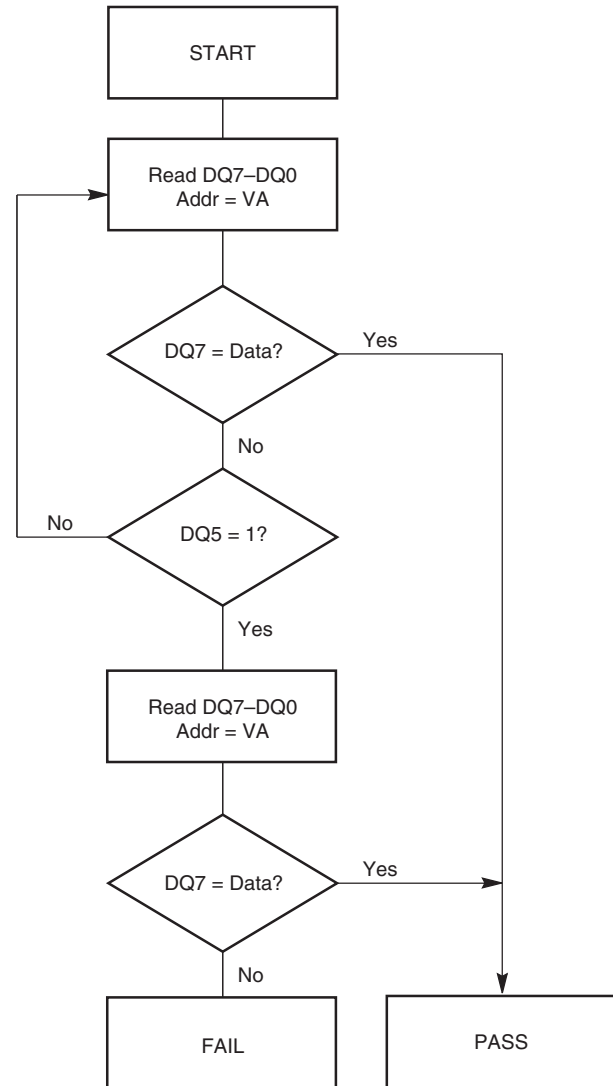 START
Read DQ7–DQ0
Addr = VA
DQ7 = Data?
Yes
No
No
DQ5 = 1?
Yes
Read DQ7–DQ0
Addr = VA
DQ7 = Data?
Yes
No
FAIL
PASS